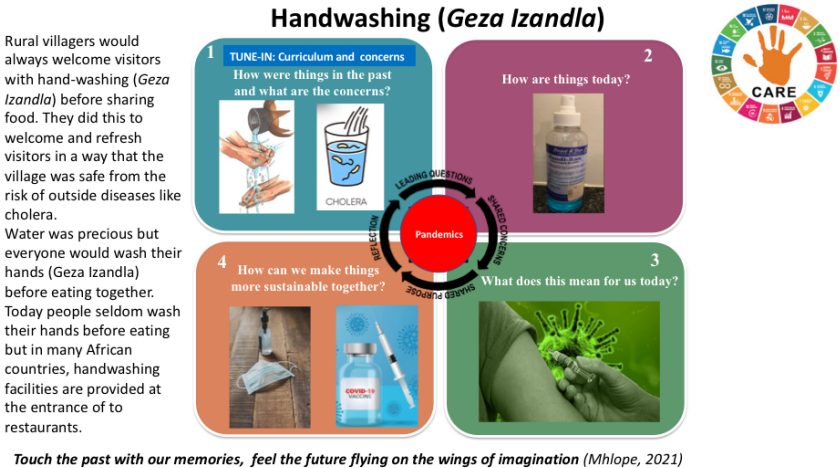 Handwashing (Geza Izandla)
Rural villagers would
always welcome visitors
with hand-washing (Geza
Izandla) before sharing
food. They did this to
welcome and refresh
visitors in a way that the
village was safe from the
risk of outside diseases like
cholera.
Water was precious but
everyone would wash their
hands (Geza Izandla)
before eating together.
Today people seldom wash
their hands before eating
but in many African
countries, handwashing
facilities are provided at
the entrance of to
restaurants.
1
TUNE-IN: Curriculum and concerns
How were things in the past
and what are the concerns?
CHOLERA
2
How are things today?
CARE
LEADING QUESTIONS
SHARED CONCERNS
SHARED PURPOSE
REFLECTION
Pandemics
4
How can we make things
more sustainable together?
COVID-19
VACCINE
3
What does this mean for us today?
Touch the past with our memories, feel the future flying on the wings of imagination (Mhlope, 2021)